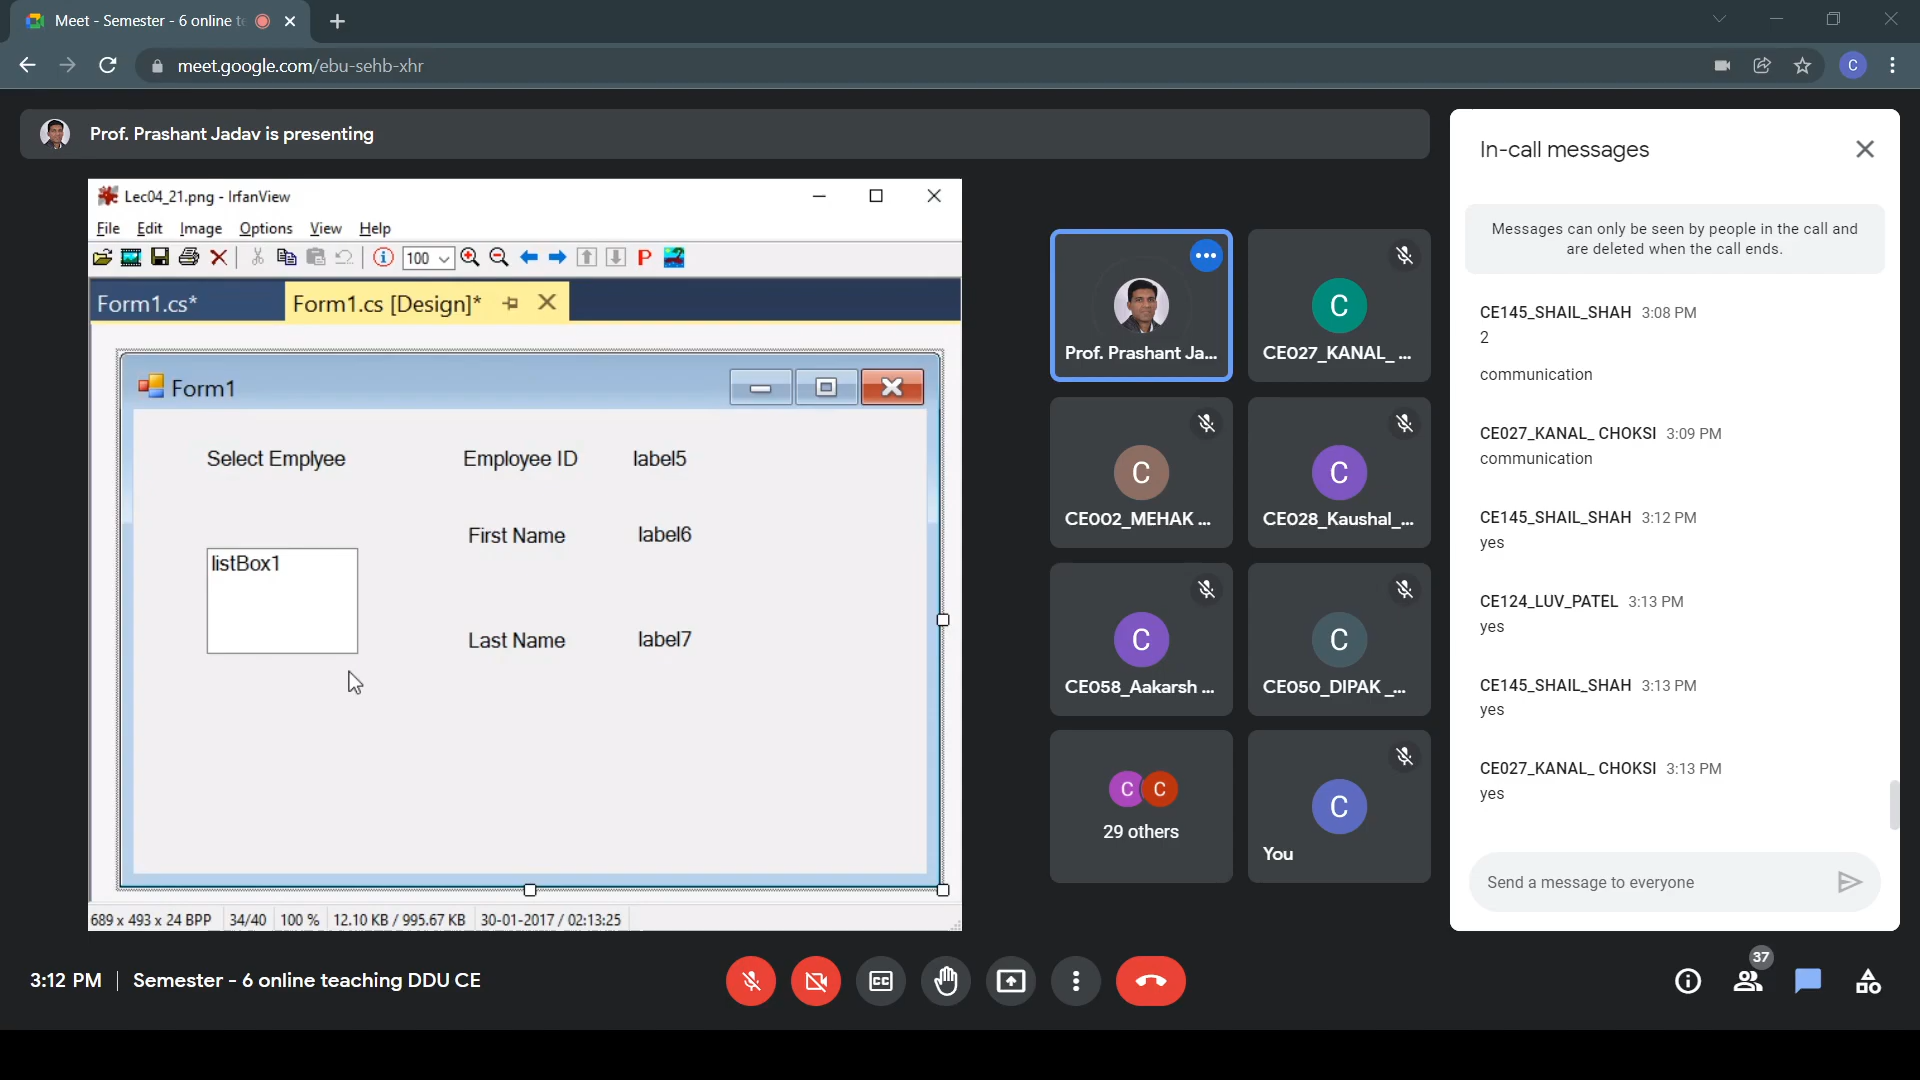 Meet - Semester - 6 online te
meet.google.com/ebu-sehb-xhr
C
Prof. Prashant Jadav is presenting
Lec04_21.png - IrfanView
File Edit Image Options View Help
100
P
Form1.cs*
Form1.cs [Design]*
Form1
Select Emplyee
Employee ID
label5
First Name
label6
listBox1
Last Name
label7
689 x 493 x 24 BPP
34/40
100 %
12.10 KB / 995.67 KB
30-01-2017 / 02:13:25
Prof. Prashant Ja...
C
CE027_KANAL_ ...
C
CE002_MEHAK ...
C
CE028_Kaushal_...
C
CE058_Aakarsh ...
C
CE050_DIPAK _...
C C
29 others
C
You
In-call messages
Messages can only be seen by people in the call and
are deleted when the call ends.
CE145_SHAIL_SHAH 3:08 PM
2
communication
CE027_KANAL_ CHOKSI 3:09 PM
communication
CE145_SHAIL_SHAH 3:12 PM
yes
CE124_LUV_PATEL 3:13 PM
yes
CE145_SHAIL_SHAH 3:13 PM
yes
CE027_KANAL_ CHOKSI 3:13 PM
yes
Send a message to everyone
3:12 PM | Semester - 6 online teaching DDU CE
CC
37